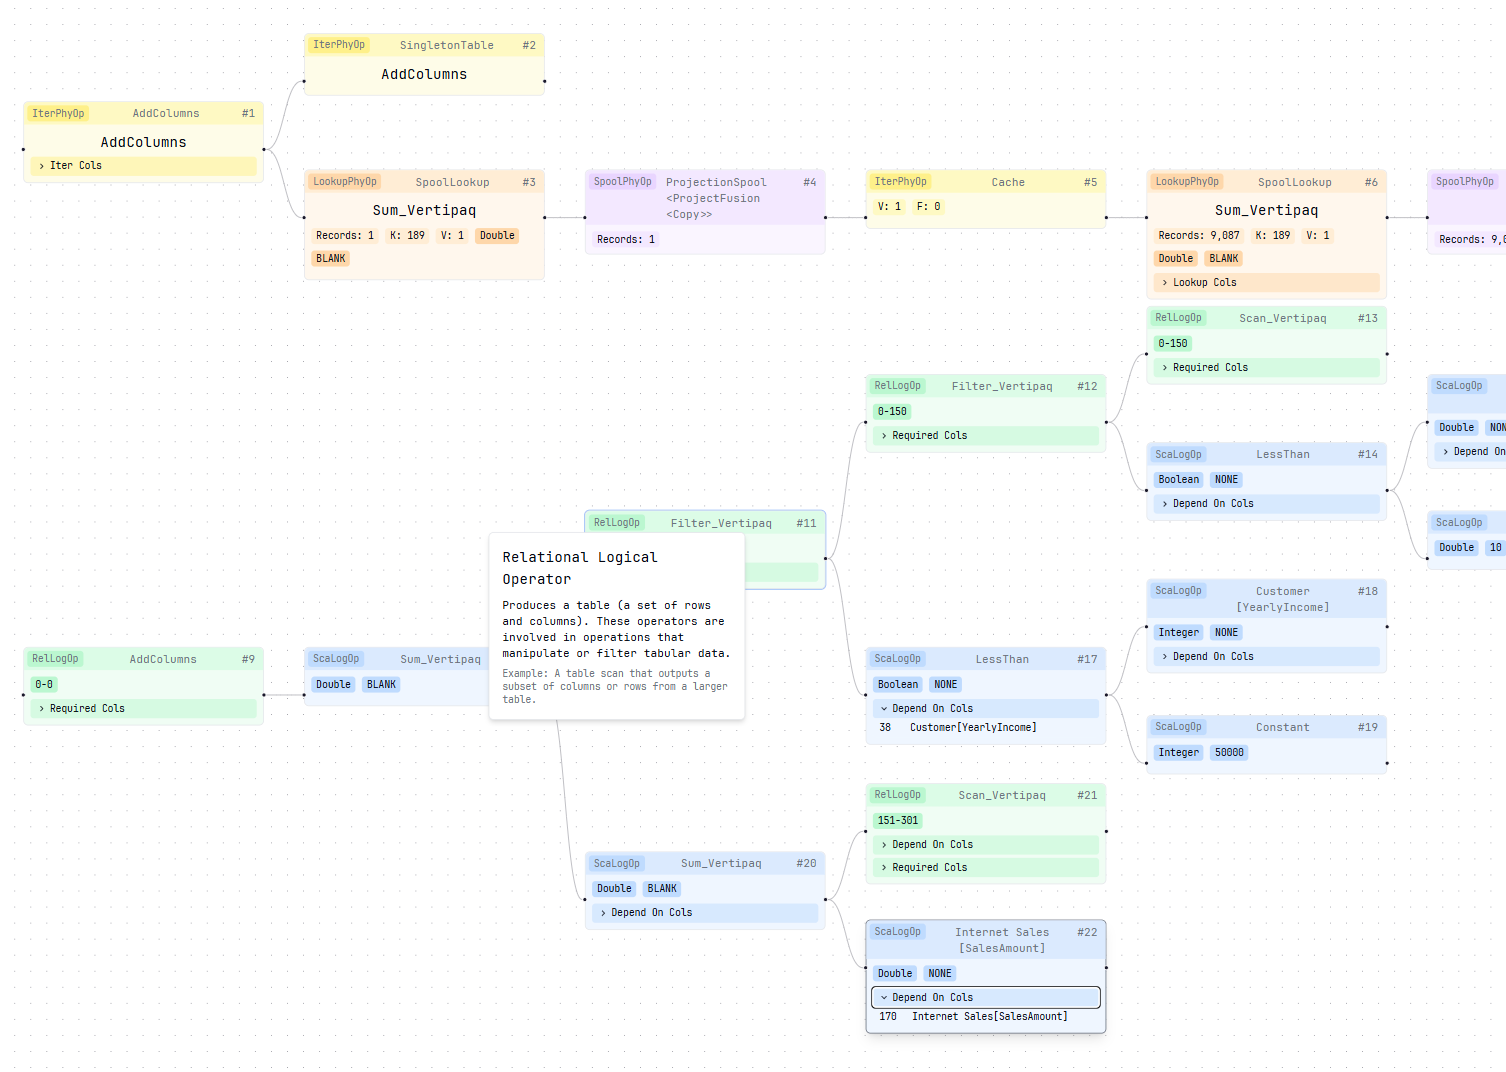 IterPhyOp SingletonTable #2
AddColumns
IterPhyOp AddColumns #1
AddColumns
Iter Cols
LookupPhyOp SpoolLookup #3
Sum_Vertipaq
Records: 1 K: 189 V: 1 Double
BLANK
SpoolPhyOp ProjectionSpool #4
<ProjectFusion
<Copy>>
Records: 1
IterPhyOp Cache #5
V: 1 F: 0
LookupPhyOp SpoolLookup #6
Sum_Vertipaq
Records: 9,087 K: 189 V: 1
Double BLANK
Lookup Cols
SpoolPhyOp
Records: 9,0
RelLogOp Scan_Vertipaq #13
0-150
Required Cols
RelLogOp Filter_Vertipaq #12
0-150
Required Cols
ScaLogOp
Double NON
Depend On
ScaLogOp LessThan #14
Boolean NONE
Depend On Cols
ScaLogOp
Double 10
RelLogOp Filter_Vertipaq #11
Relational Logical
Operator
Produces a table (a set of rows
and columns). These operators are
involved in operations that
manipulate or filter tabular data.
Example: A table scan that outputs a
subset of columns or rows from a larger
table.
ScaLogOp Customer #18
[YearlyIncome]
Integer NONE
Depend On Cols
RelLogOp AddColumns #9
0-0
Required Cols
ScaLogOp Sum_Vertipaq
Double BLANK
ScaLogOp LessThan #17
Boolean NONE
Depend On Cols
38 Customer[YearlyIncome]
ScaLogOp Constant #19
Integer 50000
RelLogOp Scan_Vertipaq #21
151-301
Depend On Cols
Required Cols
ScaLogOp Sum_Vertipaq #20
Double BLANK
Depend On Cols
ScaLogOp Internet Sales #22
[SalesAmount]
Double NONE
Depend On Cols
170 Internet Sales[SalesAmount]